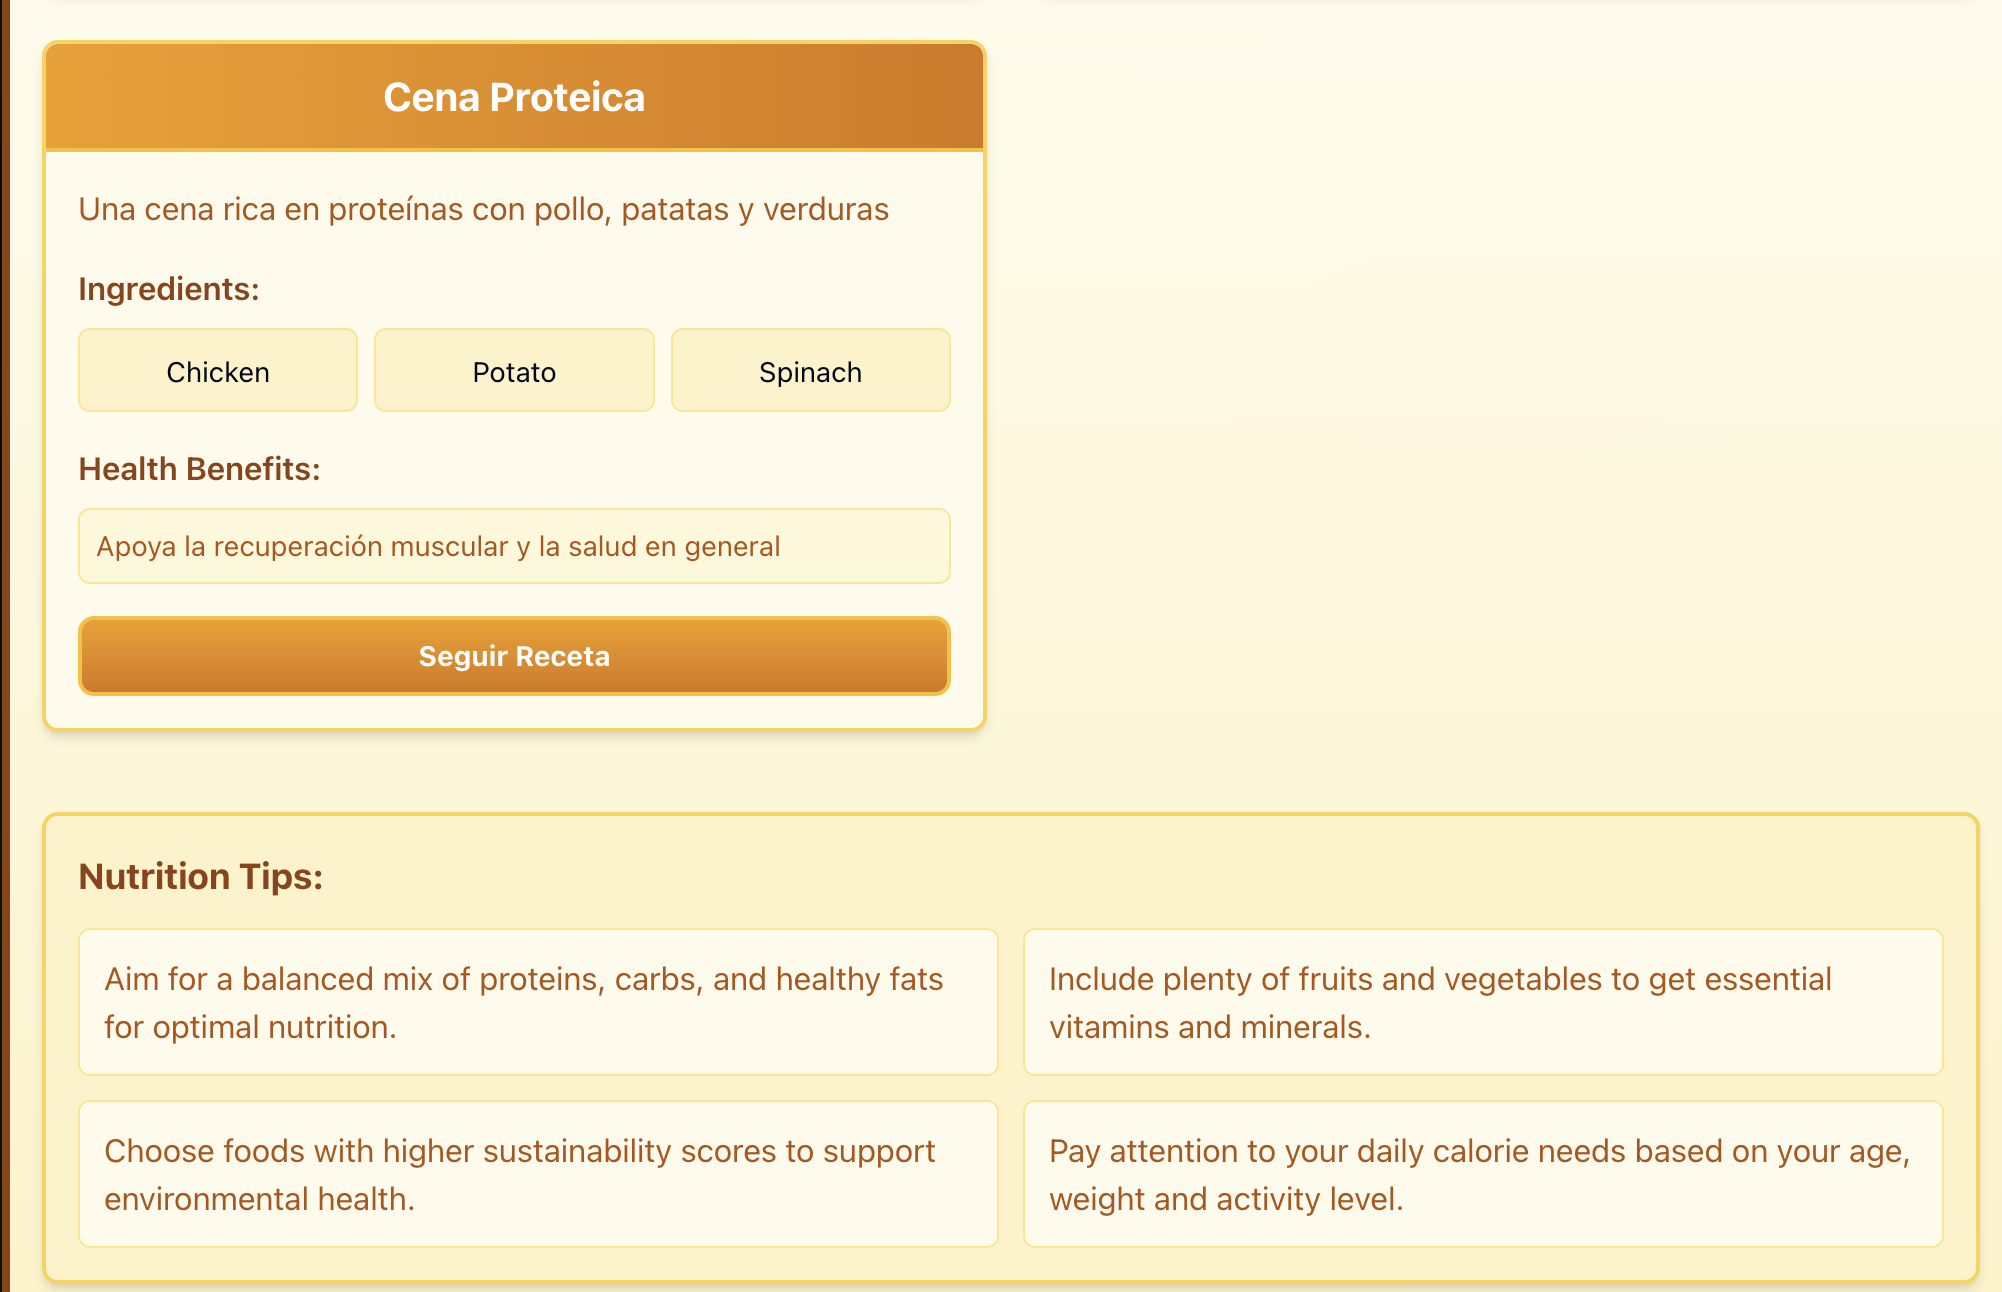 Cena Proteica
Una cena rica en proteínas con pollo, patatas y verduras
Ingredients:
Chicken
Potato
Spinach
Health Benefits:
Apoya la recuperación muscular y la salud en general
Seguir Receta
Nutrition Tips:
Aim for a balanced mix of proteins, carbs, and healthy fats
for optimal nutrition.
Include plenty of fruits and vegetables to get essential
vitamins and minerals.
Choose foods with higher sustainability scores to support
environmental health.
Pay attention to your daily calorie needs based on your age,
weight and activity level.